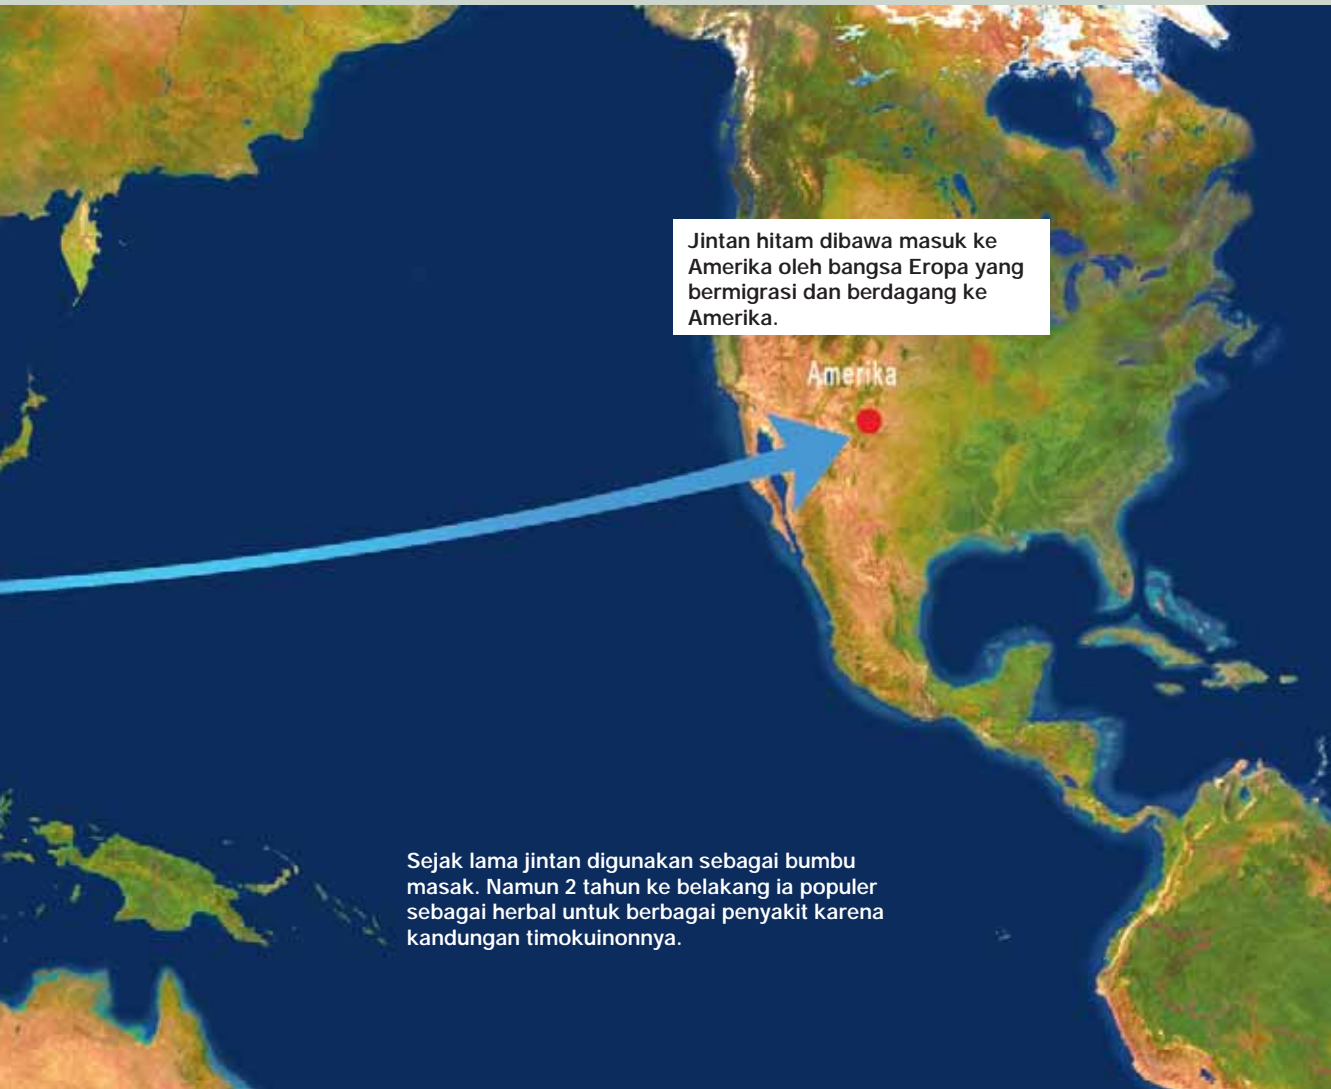 Jintan hitam dibawa masuk ke
Amerika oleh bangsa Eropa yang
bermigrasi dan berdagang ke
Amerika.
Amerika
Sejak lama jintan digunakan sebagai bumbu
masak. Namun 2 tahun ke belakang ia populer
sebagai herbal untuk berbagai penyakit karena
kandungan timokuinonnya.